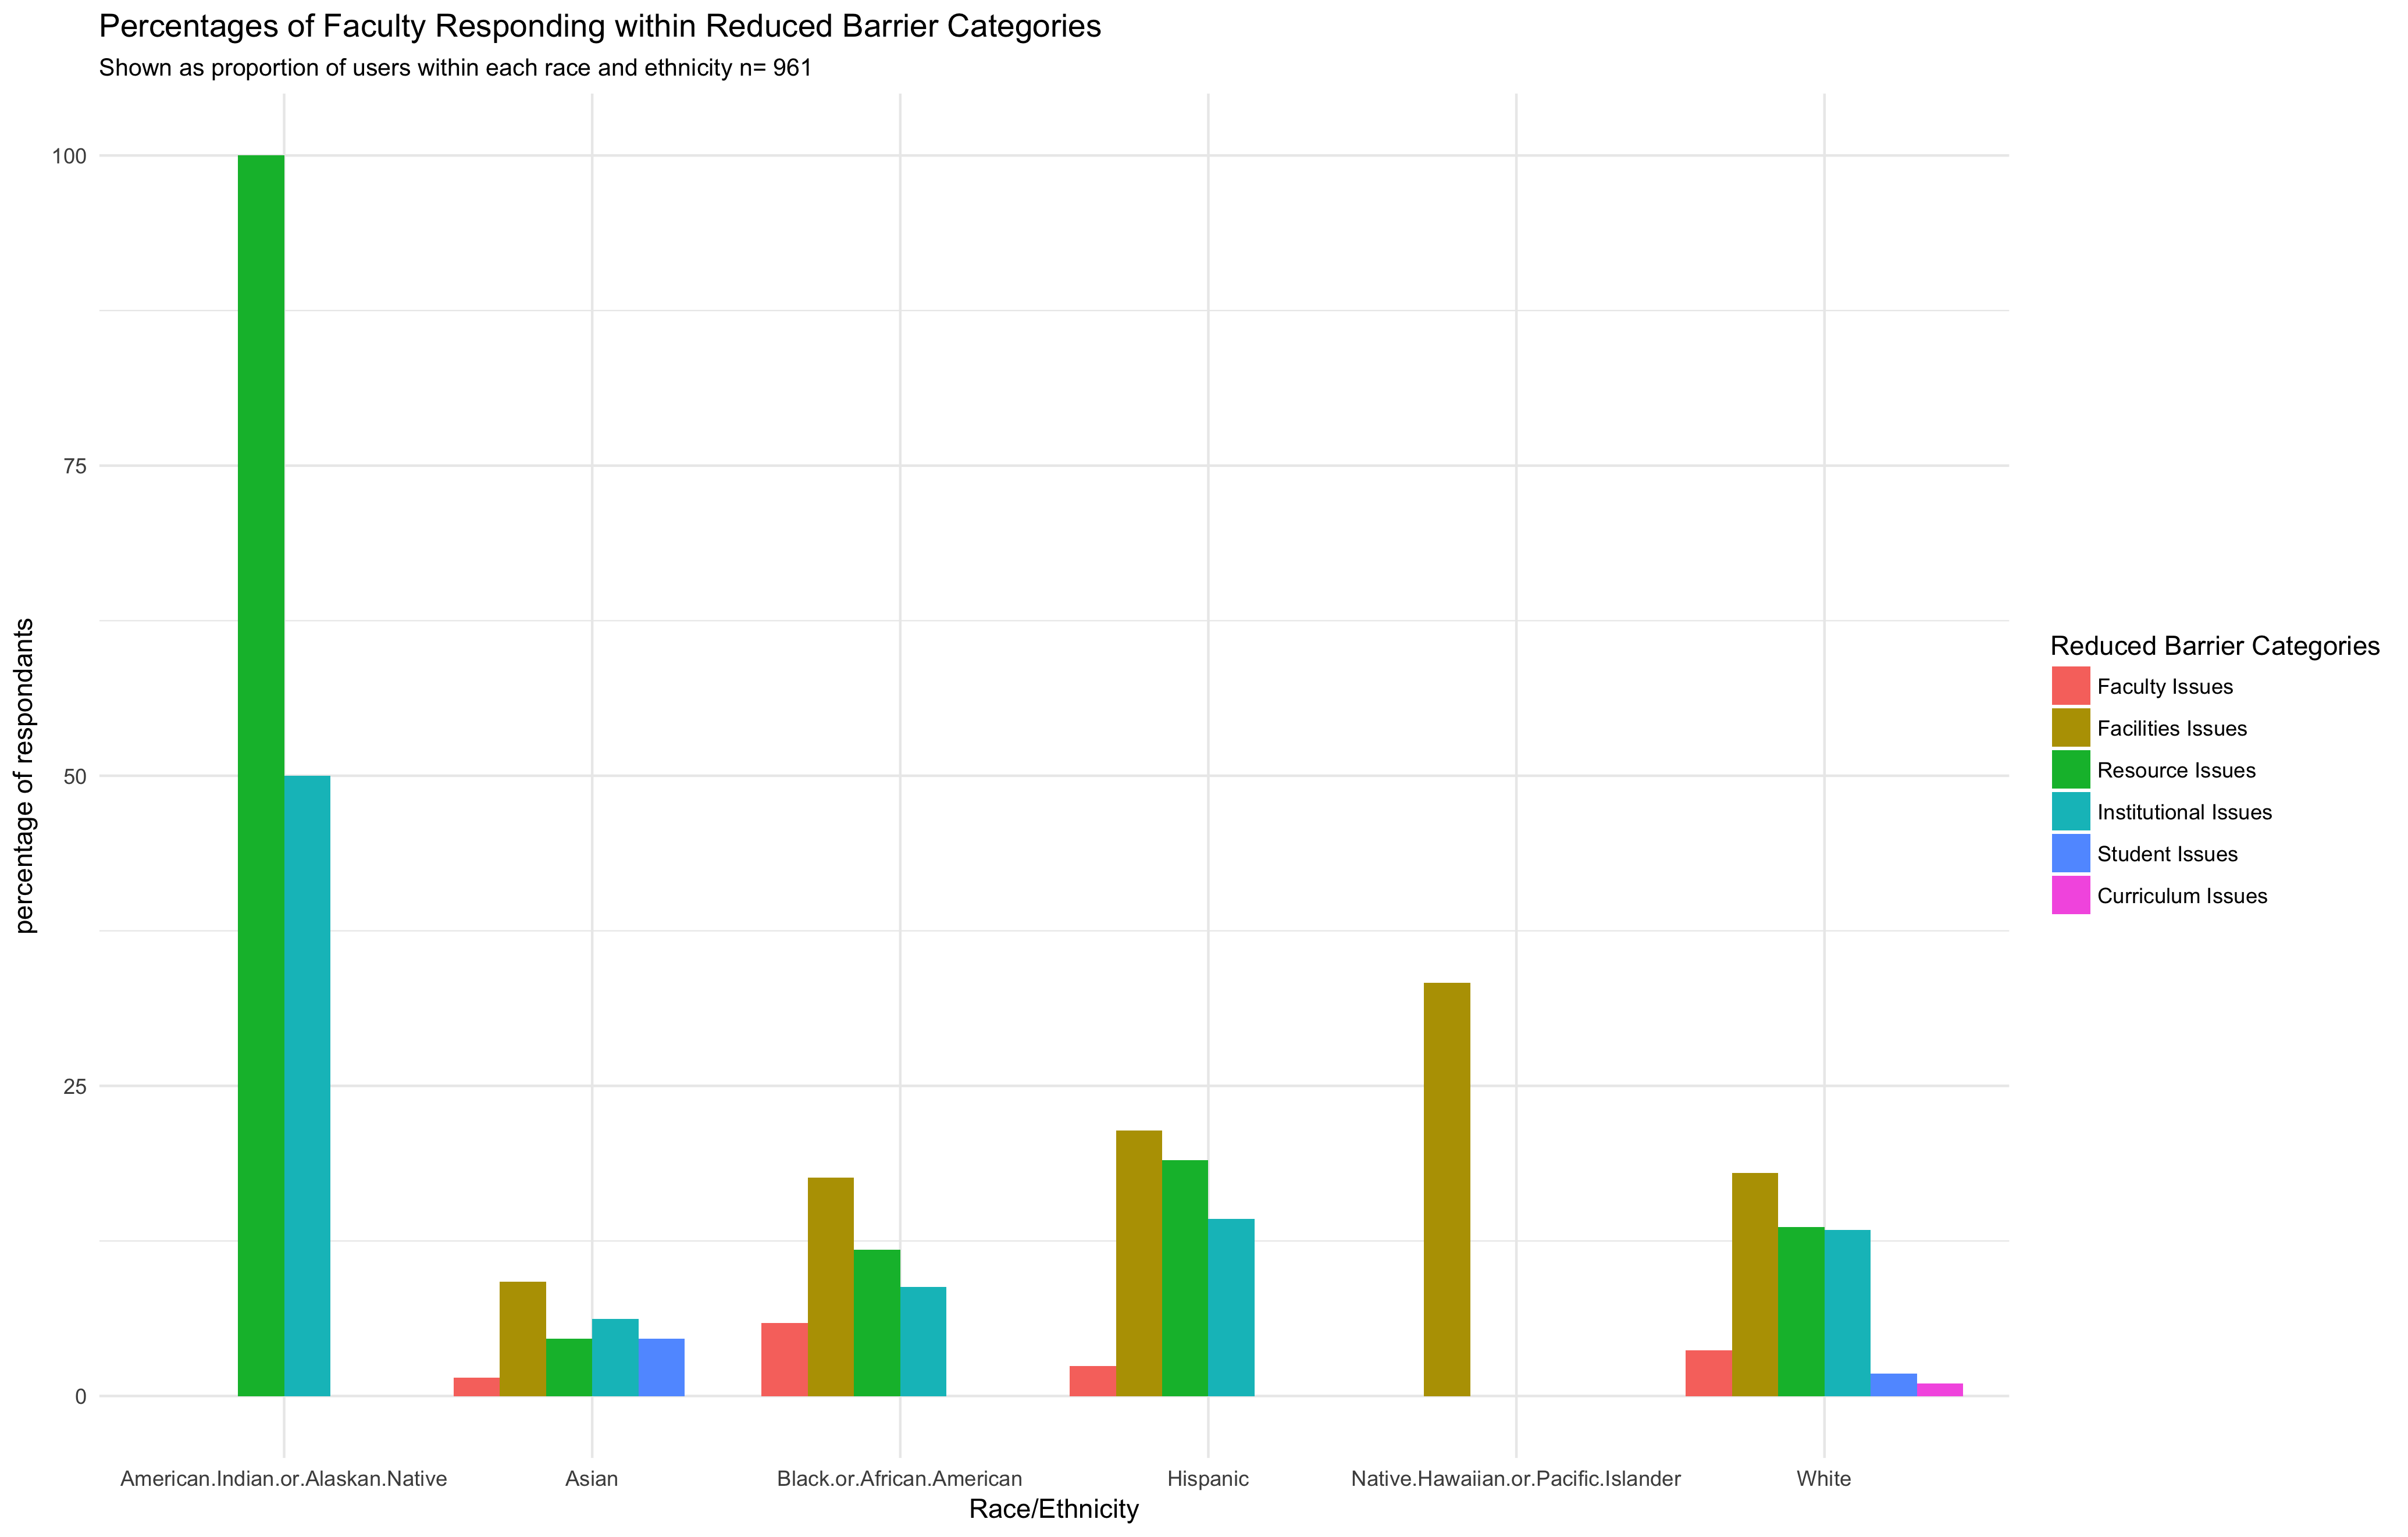 Percentages of Faculty Responding within Reduced Barrier Categories
Shown as proportion of users within each race and ethnicity n= 961
100
75
50
25
0
percentage of respondants
American.Indian.or.Alaskan.Native
Asian
Black.or.African.American
Hispanic
Native.Hawaiian.or.Pacific.Islander
White
Race/Ethnicity
Reduced Barrier Categories
Faculty Issues
Facilities Issues
Resource Issues
Institutional Issues
Student Issues
Curriculum Issues